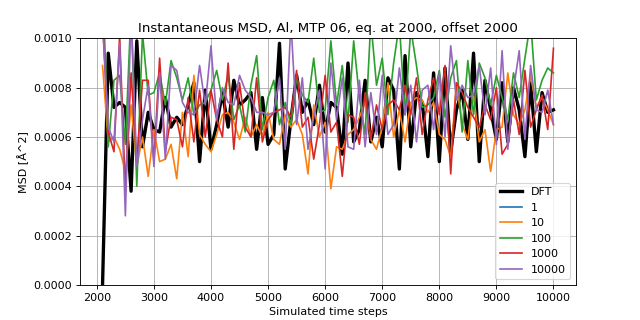 Instantaneous MSD, Al, MTP 06, eq. at 2000, offset 2000
MSD [Å^2]
0.0010
0.0008
0.0006
0.0004
0.0002
0.0000
DFT
1
10
100
1000
10000
2000 3000 4000 5000 6000 7000 8000 9000 10000
Simulated time steps